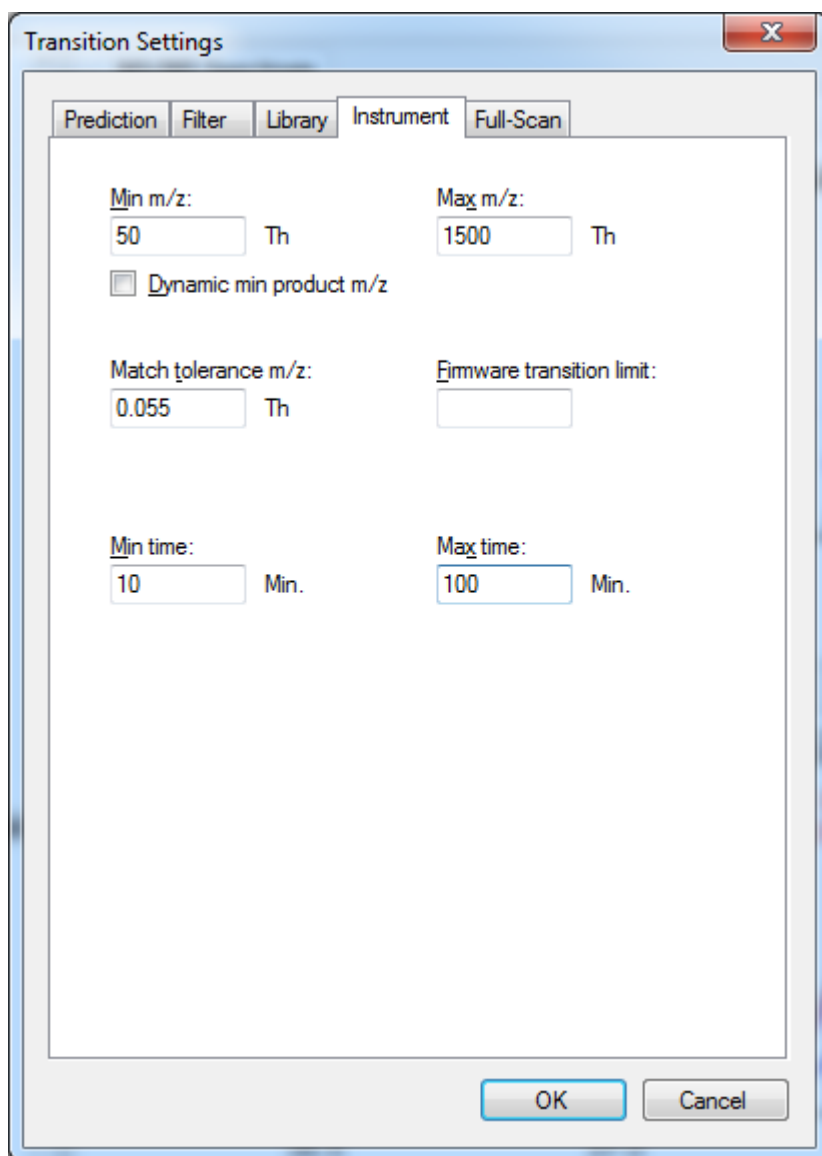 Transition Settings
Prediction Filter Library Instrument Full-Scan
Min m/z: Max m/z:
50 Th 1500 Th
Dynamic min product m/z
Match tolerance m/z: Firmware transition limit:
0.055 Th
Min time: Max time:
10 Min. 100 Min.
OK Cancel